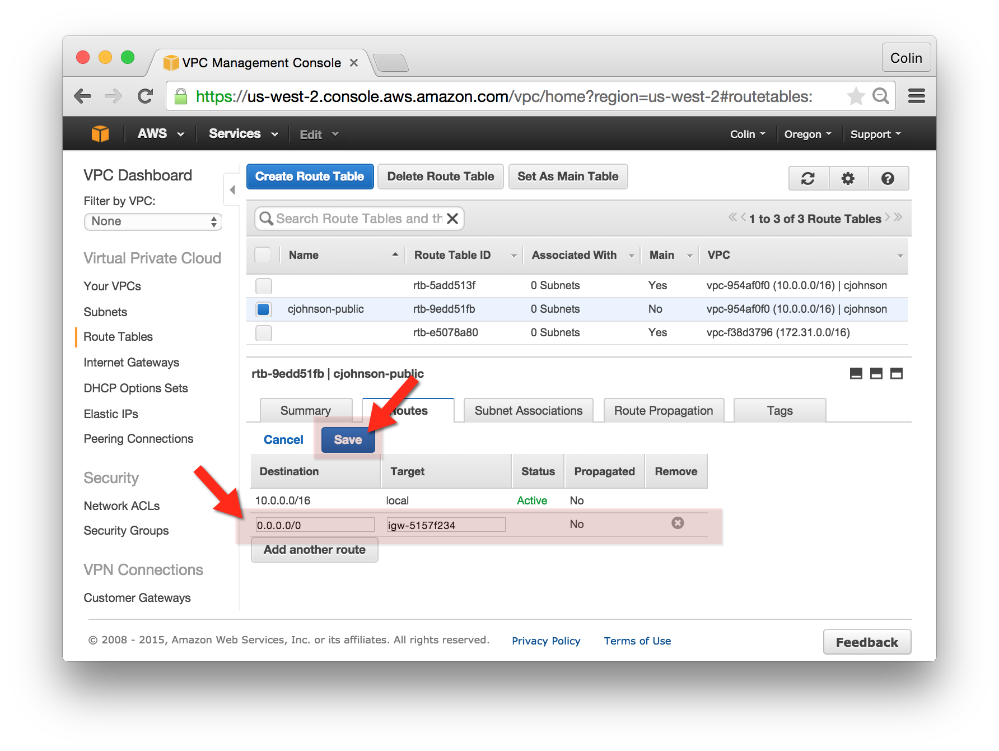 VPC Management Console
Colin
https://us-west-2.console.aws.amazon.com/vpc/home?region=us-west-2#routetables:
AWS Services Edit Colin Oregon Support
VPC Dashboard
Filter by VPC:
None
Virtual Private Cloud
Your VPCs
Subnets
Route Tables
Internet Gateways
DHCP Options Sets
Elastic IPs
Peering Connections
Security
Network ACLs
Security Groups
VPN Connections
Customer Gateways
Create Route Table Delete Route Table Set As Main Table
Search Route Tables and th
1 to 3 of 3 Route Tables
Name Route Table ID Associated With Main VPC
rtb-5add513f 0 Subnets Yes vpc-954af0f0 (10.0.0.0/16) | cjohnson
cjohnson-public rtb-9edd51fb 0 Subnets No vpc-954af0f0 (10.0.0.0/16) | cjohnson
rtb-e5078a80 0 Subnets Yes vpc-f38d3796 (172.31.0.0/16)
rtb-9edd51fb | cjohnson-public
Summary outes Subnet Associations Route Propagation Tags
Cancel Save
Destination Target Status Propagated Remove
10.0.0.0/16 local Active No
0.0.0.0/0 igw-5157f234 No
Add another route
© 2008 - 2015, Amazon Web Services, Inc. or its affiliates. All rights reserved. Privacy Policy Terms of Use
Feedback